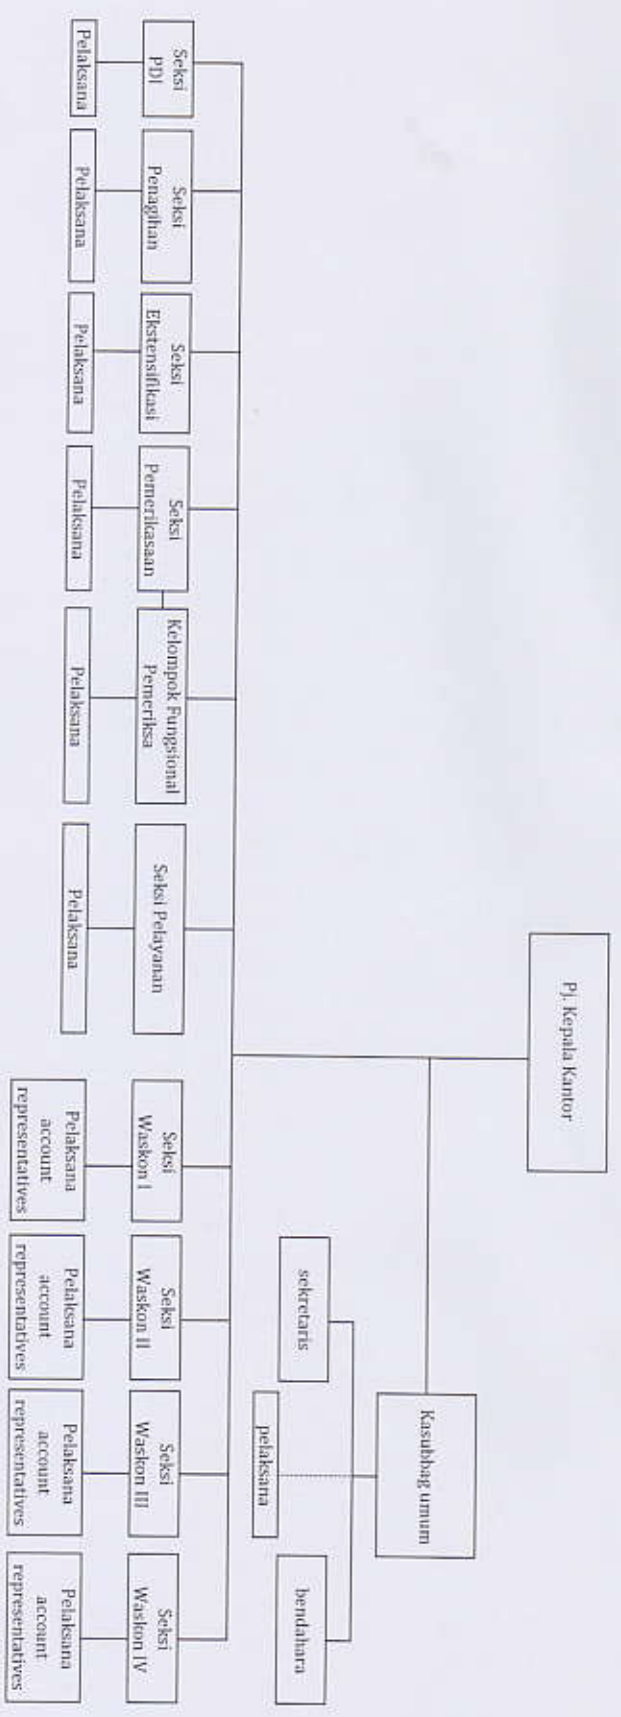 Pj. Kepala Kantor
Kasubbag umum
sekretaris
pelaksana
bendahara
Seksi
PDI
Seksi
Penagihan
Seksi
Ekstensifikasi
Seksi
Pemerikasaan
Kelompok Fungsional
Pemeriksa
Seksi Pelayanan
Seksi
Waskon I
Seksi
Waskon II
Seksi
Waskon III
Seksi
Waskon IV
Pelaksana
Pelaksana
Pelaksana
Pelaksana
Pelaksana
Pelaksana
Pelaksana
account
representatives
Pelaksana
account
representatives
Pelaksana
account
representatives
Pelaksana
account
representatives